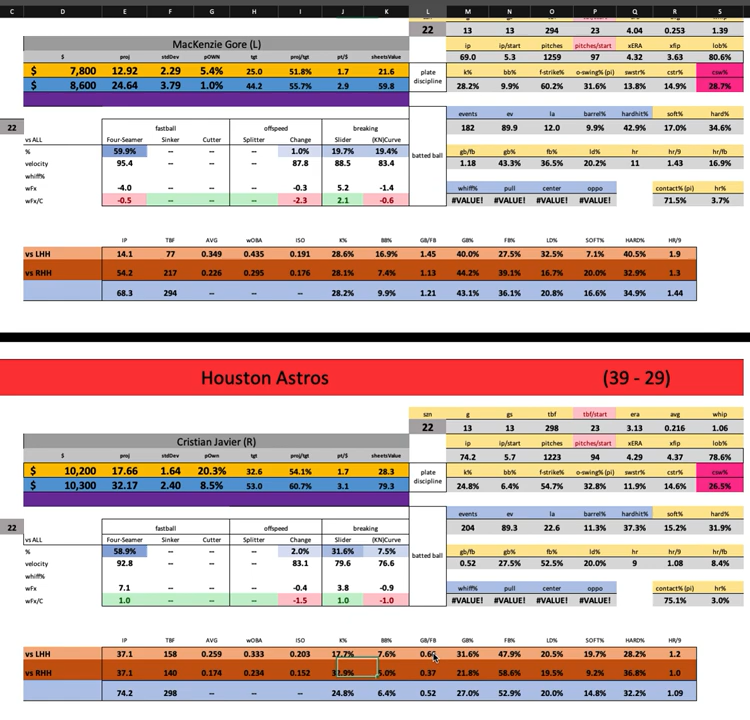 C D E F G H I J K L M N O P Q R S
22 13 13 294 23 4.04 0.253 1.39
ip ip/start pitches pitches/start xERA xfip lob%
MacKenzie Gore (L) 69.0 5.3 1259 97 4.32 3.63 80.6%
$ proj stdDev pOWN tgt proj/tgt pt/$ sheetsValue plate discipline k% bb% f-strike% o-swing% (pi) swstr% cstr% csw%
$ 7,800 12.92 2.29 5.4% 25.0 51.8% 1.7 21.6
$ 8,600 24.64 3.79 1.0% 44.2 55.7% 2.9 59.8 28.2% 9.9% 60.2% 31.6% 13.8% 14.9% 28.7%
events ev la barrel% hardhit% soft% hard%
22 fastball offspeed breaking batted ball 182 89.9 12.0 9.9% 42.9% 17.0% 34.6%
vs ALL Four-Seamer Sinker Cutter Splitter Change Slider (KN)Curve
% 59.9% -- -- -- 1.0% 19.7% 19.4% gb/fb gb% fb% ld% hr hr/9 hr/fb
velocity 95.4 87.8 88.5 83.4 1.18 43.3% 36.5% 20.2% 11 1.43 16.9%
whiff%
wFx -4.0 -- -- -- -0.3 5.2 -1.4 whiff% pull center oppo contact% (pi) hr%
wFx/C -0.5 -- -- -- -2.3 2.1 -0.6 #VALUE! #VALUE! #VALUE! #VALUE! 71.5% 3.7%
IP TBF AVG wOBA ISO K% BB% GB/FB GB% FB% LD% SOFT% HARD% HR/9
vs LHH 14.1 77 0.349 0.435 0.191 28.6% 16.9% 1.45 40.0% 27.5% 32.5% 7.1% 40.5% 1.9
vs RHH 54.2 217 0.226 0.295 0.176 28.1% 7.4% 1.13 44.2% 39.1% 16.7% 20.0% 32.9% 1.3
68.3 294 -- -- 28.2% 9.9% 1.21 43.1% 36.1% 20.8% 16.6% 34.9% 1.44
Houston Astros (39 - 29)
szn g gs tbf tbf/start era avg whip
22 13 13 298 23 3.13 0.216 1.06
ip ip/start pitches pitches/start xERA xfip lob%
Cristian Javier (R) 74.2 5.7 1223 94 4.29 4.37 78.6%
$ proj stdDev pOwn tgt proj/tgt pt/$ sheetsValue plate discipline k% bb% f-strike% o-swing% (pi) swstr% cstr% csw%
$ 10,200 17.66 1.64 20.3% 32.6 54.1% 1.7 28.3
$ 10,300 32.17 2.40 8.5% 53.0 60.7% 3.1 79.3 24.8% 6.4% 54.7% 32.8% 11.9% 14.6% 26.5%
events ev la barrel% hardhit% soft% hard%
22 fastball offspeed breaking batted ball 204 89.3 22.6 11.3% 37.3% 15.2% 31.9%
vs ALL Four-Seamer Sinker Cutter Splitter Change Slider (KN)Curve
% 58.9% -- -- -- 2.0% 31.6% 7.5% gb/fb gb% fb% ld% hr hr/9 hr/fb
velocity 92.8 83.1 79.6 76.6 0.52 27.5% 52.5% 20.0% 9 1.08 8.4%
whiff%
wFx 7.1 -- -- -- -0.4 3.8 -0.9 whiff% pull center oppo contact% (pi) hr%
wFx/C 1.0 -- -- -- -1.5 1.0 -1.0 #VALUE! #VALUE! #VALUE! #VALUE! 75.1% 3.0%
IP TBF AVG wOBA ISO K% BB% GB/FB GB% FB% LD% SOFT% HARD% HR/9
vs LHH 37.1 158 0.259 0.333 0.203 17.7% 7.6% 31.6% 47.9% 20.5% 19.7% 28.2% 1.2
vs RHH 37.1 140 0.174 0.234 0.152 5.0% 0.37 21.8% 58.6% 19.5% 9.2% 36.8% 1.0
74.2 298 -- -- 24.8% 6.4% 0.52 27.0% 52.9% 20.0% 14.8% 32.2% 1.09